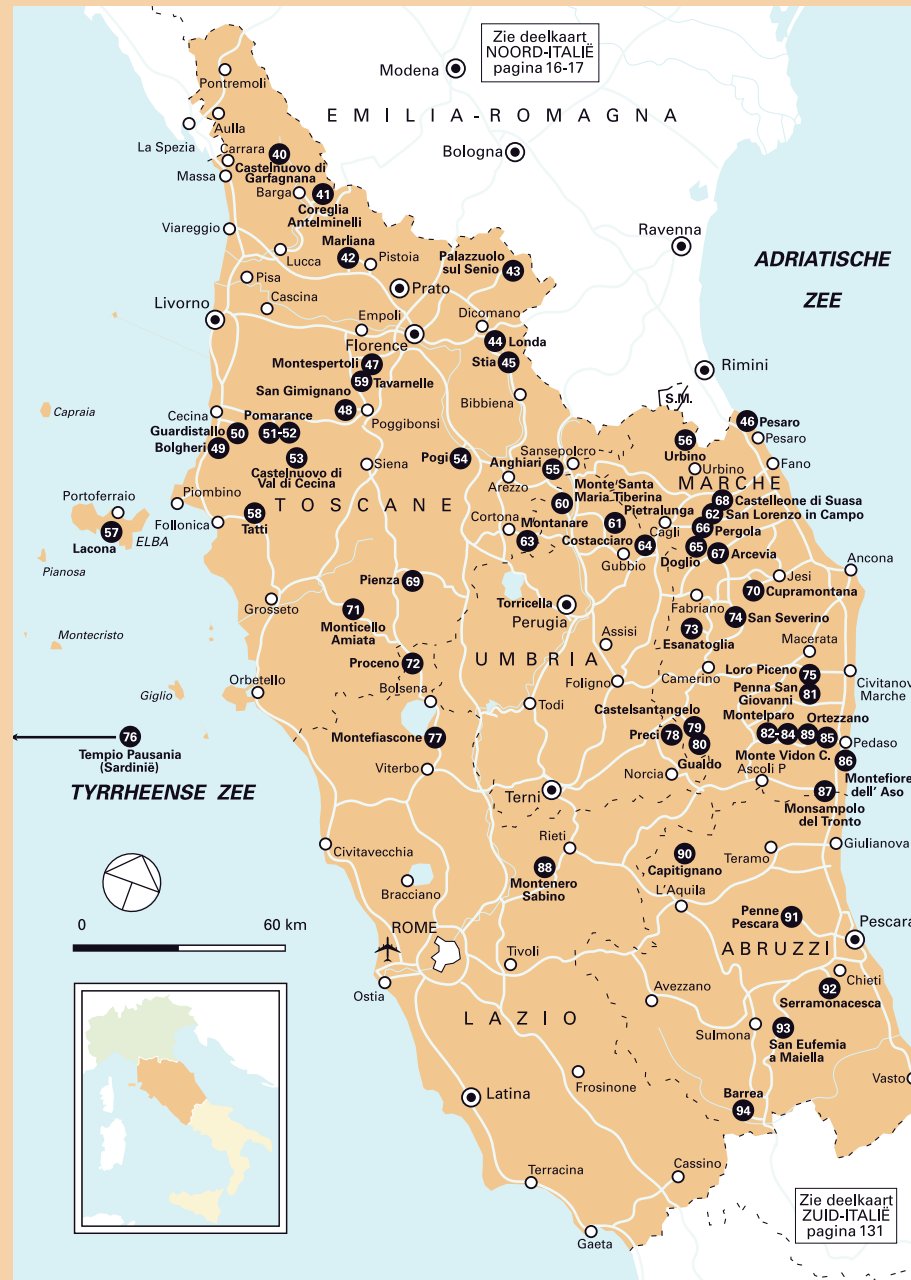 Zie deelkaart
NOORD-ITALIË
pagina 16-17
Modena
Pontremoli
EMILIA-ROMAGNA
Aulla
La Spezia
Carrara
40
Castelnuovo di
Garfagnana
Bologna
Massa
Barga
41
Coreglia
Antelminelli
Viareggio
Marliana
42
Pistoia
Lucca
Palazzuolo
sul Senio
43
Ravenna
ADRIATISCHE
ZEE
Pisa
Prato
Cascina
Livorno
Empoli
Dicomano
Florence
44
Londa
Montespertoli
47
Stia
45
Rimini
59
Tavarnelle
San Gimignano
48
Poggibonsi
Bibbiena
S.M.
Capraia
Cecina
Guardistallo
50
Pomarance
51-52
Bolgheri
49
53
Castelnuovo di
Val di Cecina
Siena
Pogi
54
Sansepolcro
Anghiari
55
Arezzo
56
Urbino
Urbino
46
Pesaro
Pesaro
Fano
MARCHE
Portoferraio
Piombino
TOSCANE
58
Tatti
Follonica
57
Lacona
ELBA
Pianosa
Monte Santa
Maria Tiberina
60
Pietralunga
61
Cagli
Cortona
Montanare
63
Costacciaro
64
Gubbio
68
Castelleone di Suasa
62
San Lorenzo in Campo
66
Pergola
65
Doglio
67
Arcevia
Ancona
Pienza
69
Jesi
70
Cupramontana
Grosseto
71
Monticello
Amiata
Torricella
Perugia
Fabriano
74
San Severino
73
Esanatoglia
Montecristo
Assisi
Macerata
Proceno
72
UMBRIA
Camerino
Loro Piceno
75
Civitanova
Marche
Giglio
Orbetello
Bolsena
Foligno
Penna San
Giovanni
81
Todi
Castelsantangelo
79
Montelparo
Ortezzano
76
Tempio Pausania
(Sardinië)
Montefiascone
77
Preci
78
80
Gualdo
82-84
89
85
Pedaso
Monte Vidon C.
86
Montefiore
dell' Aso
Viterbo
Norcia
Ascoli P
TYRRHEENSE ZEE
Terni
87
Monsampolo
del Tronto
Rieti
Civitavecchia
90
Capitignano
Teramo
Giulianova
88
Montenero
Sabino
Bracciano
L'Aquila
0
60 km
ROME
Penne
Pescara
91
Pescara
Tivoli
ABRUZZI
Ostia
Avezzano
Chieti
92
Serramonacesca
LAZIO
Sulmona
93
San Eufemia
a Maiella
Frosinone
Vasto
Latina
Barrea
94
Cassino
Terracina
Zie deelkaart
ZUID-ITALIË
pagina 131
Gaeta